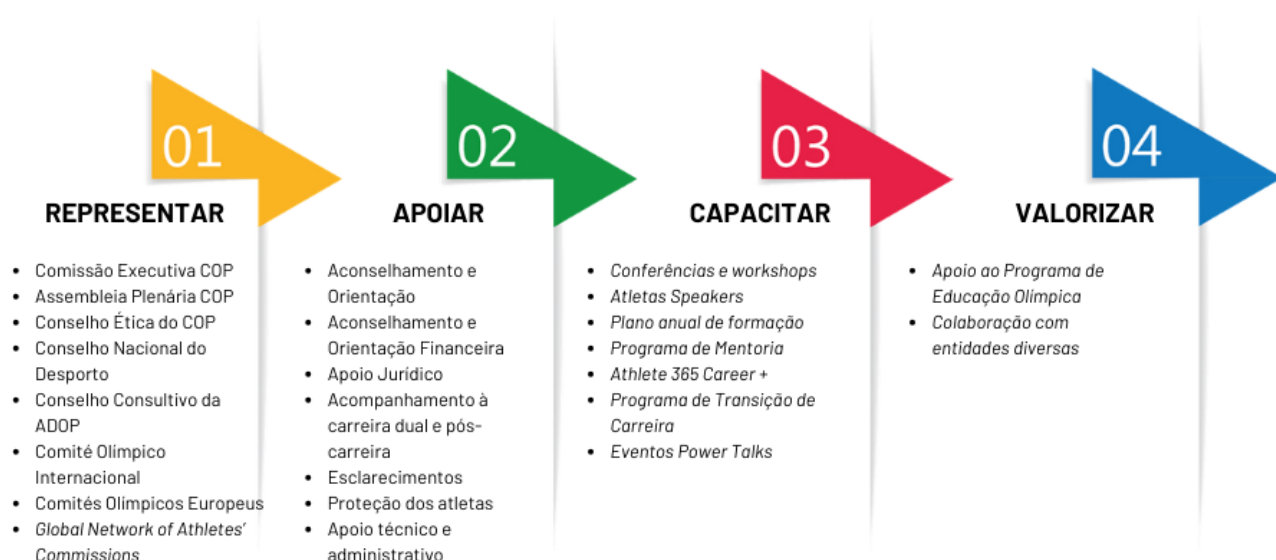 01
REPRESENTAR
• Comissão Executiva COP
• Assembleia Plenária COP
• Conselho Ética do COP
• Conselho Nacional do
Desporto
• Conselho Consultivo da
ADOP
• Comité Olímpico
Internacional
• Comités Olímpicos Europeus
• Global Network of Athletes'
Commissions
02
APOIAR
• Aconselhamento e
Orientação
• Aconselhamento e
Orientação Financeira
• Apoio Jurídico
• Acompanhamento à
carreira dual e pós-
carreira
• Esclarecimentos
• Proteção dos atletas
• Apoio técnico e
administrativo
03
CAPACITAR
• Conferências e workshops
• Atletas Speakers
• Plano anual de formação
• Programa de Mentoria
• Athlete 365 Career +
• Programa de Transição de
Carreira
• Eventos Power Talks
04
VALORIZAR
• Apoio ao Programa de
Educação Olímpica
• Colaboração com
entidades diversas